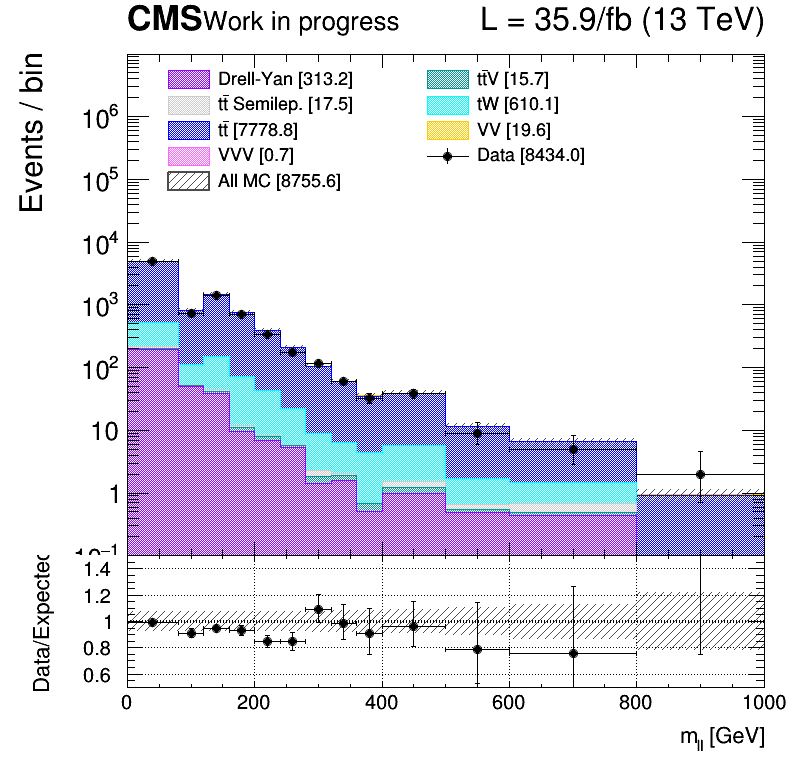 CMS Work in progress L = 35.9/fb (13 TeV)
Events / bin
Drell-Yan [313.2]
tt̄ Semilep. [17.5]
tt̄ [7778.8]
VVV [0.7]
All MC [8755.6]
tt̄V [15.7]
tW [610.1]
VV [19.6]
Data [8434.0]
10⁶
10⁵
10⁴
10³
10²
10
1
10⁻¹
Data/Expected
1.4
1.2
1
0.8
0.6
0 200 400 600 800 1000
m_ll [GeV]